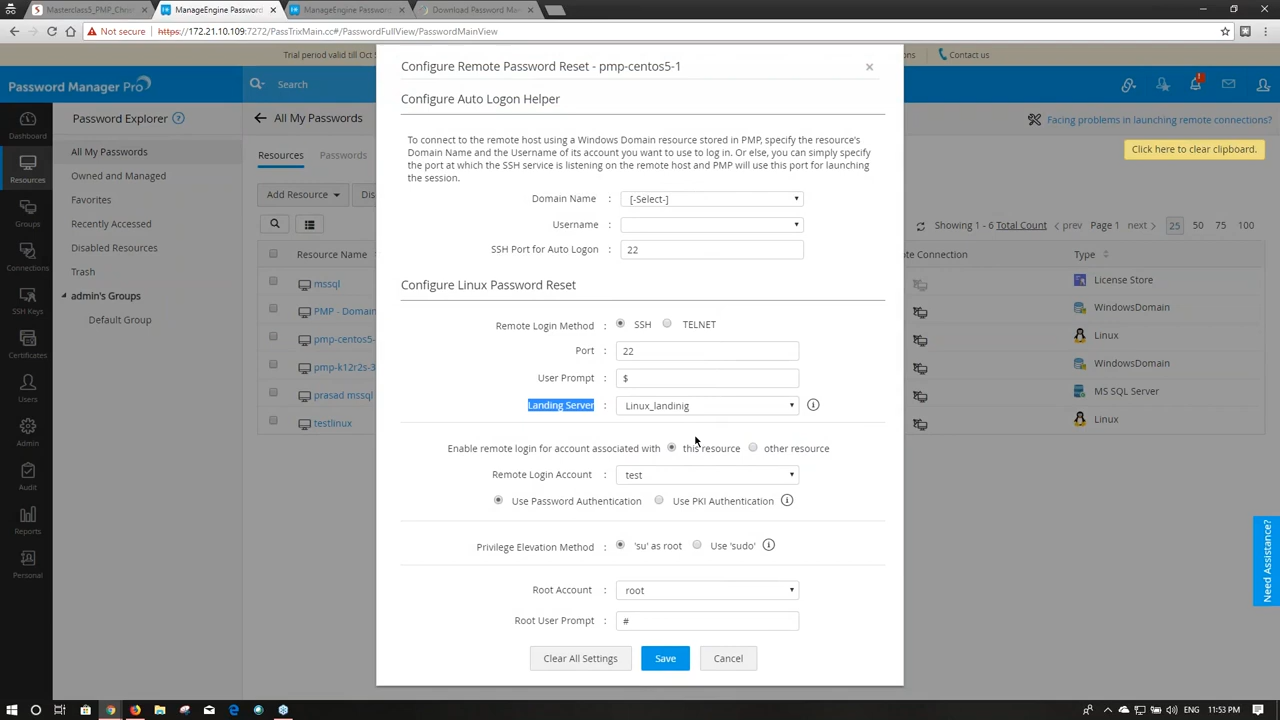 Masterclass5_PMP_Chro
ManageEngine Password
ManageEngine Password
Download Password Ma
Not secure
https://172.21.10.109:7272/PassTrixMain.cc#/PasswordFullView/PasswordMainView
Trial period valid till Oct
ons
Contact us
Password Manager Pro
Search
Dashboard
Resources
Groups
Connections
SSH Keys
Certificates
Users
Admin
Audit
Reports
Personal
Password Explorer
All My Passwords
Owned and Managed
Favorites
Recently Accessed
Disabled Resources
Trash
admin's Groups
Default Group
All My Passwords
Facing problems in launching remote connections?
Click here to clear clipboard.
Resources
Passwords
Add Resource
Dis
Showing 1 - 6 Total Count
prev
Page 1
next
25 50 75 100
Resource Name
te Connection
Type
mssql
License Store
PMP - Domain
WindowsDomain
pmp-centos5-
Linux
pmp-k12r2s-3
WindowsDomain
prasad mssql
MS SQL Server
testlinux
Linux
Configure Remote Password Reset - pmp-centos5-1
×
Configure Auto Logon Helper
To connect to the remote host using a Windows Domain resource stored in PMP, specify the resource's
Domain Name and the Username of its account you want to use to log in. Or else, you can simply specify
the port at which the SSH service is listening on the remote host and PMP will use this port for launching
the session.
Domain Name : [-Select-]
Username :
SSH Port for Auto Logon : 22
Configure Linux Password Reset
Remote Login Method : SSH TELNET
Port : 22
User Prompt : $
Landing Server : Linux_landinig
Enable remote login for account associated with this resource other resource
Remote Login Account : test
Use Password Authentication Use PKI Authentication
Privilege Elevation Method : 'su' as root Use 'sudo'
Root Account : root
Root User Prompt : #
Clear All Settings
Save
Cancel
Need Assistance?
11:53 PM